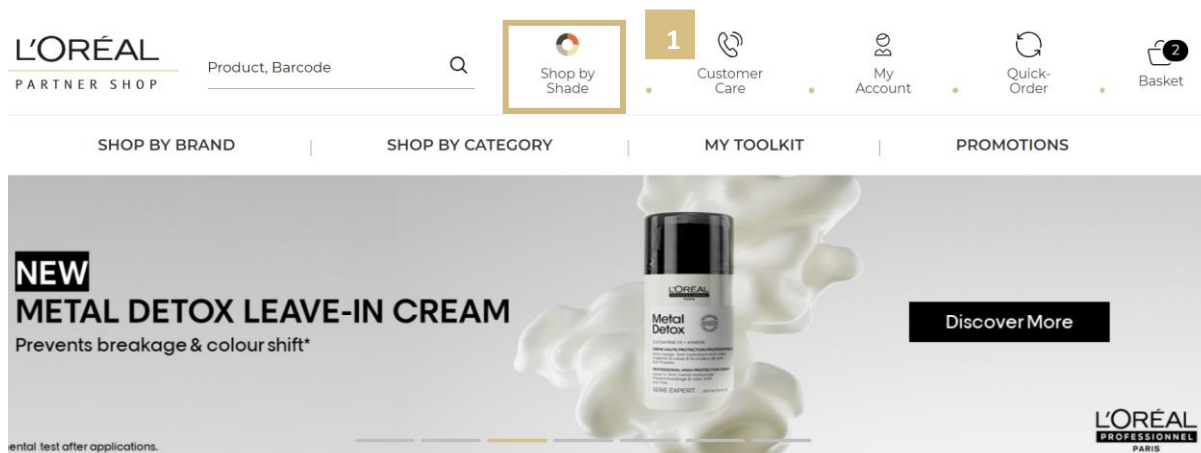 L'ORÉAL
PARTNER SHOP
Product, Barcode
Shop by
Shade
1
Customer
Care
My
Account
Quick-
Order
2
Basket
SHOP BY BRAND
SHOP BY CATEGORY
MY TOOLKIT
PROMOTIONS
NEW
METAL DETOX LEAVE-IN CREAM
Prevents breakage & colour shift*
L'ORÉAL
PROFESSIONNEL
PARIS
Metal
Detox
SERIE EXPERT
Discover More
L'ORÉAL
PROFESSIONNEL
PARIS
ental test after applications.